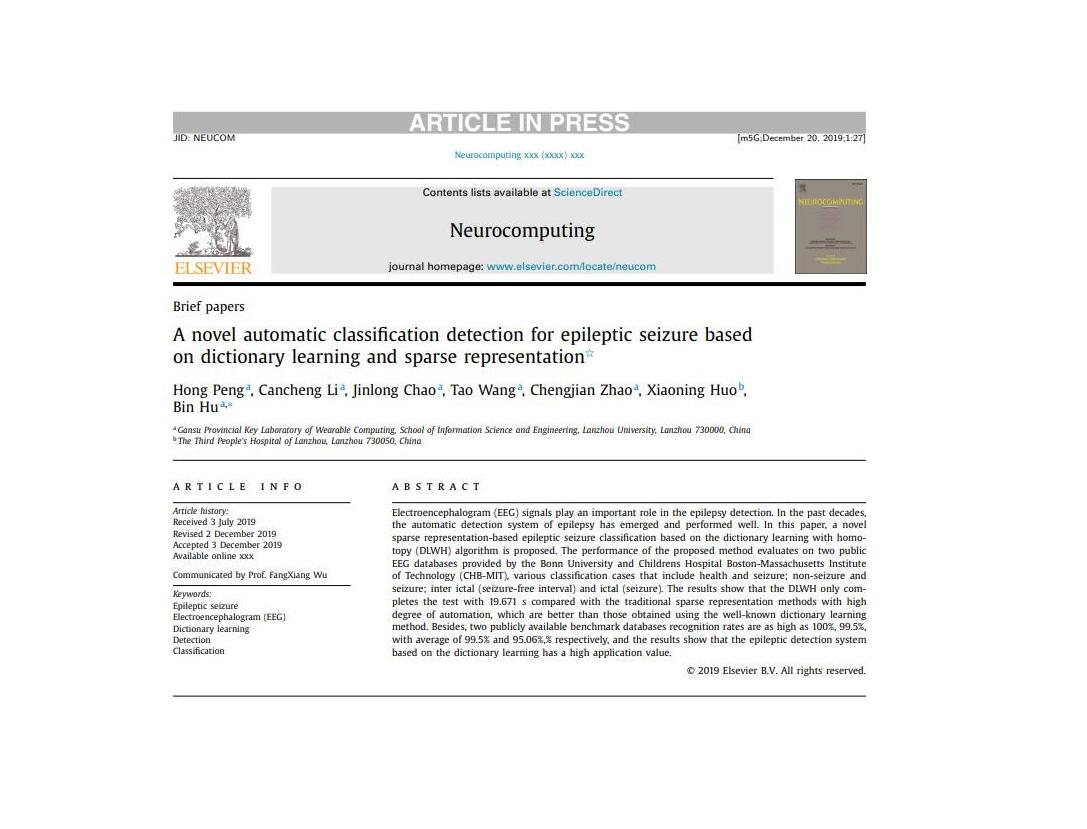 ARTICLE IN PRESS
JID: NEUCOM
[m5G;December 20, 2019;1:27]
Neurocomputing xxx (xxxx) xxx
Contents lists available at ScienceDirect
Neurocomputing
journal homepage: www.elsevier.com/locate/neucom
ELSEVIER
NEUROCOMPUTING
Brief papers
A novel automatic classification detection for epileptic seizure based
on dictionary learning and sparse representation☆
Hong Peng a, Cancheng Li a, Jinlong Chao a, Tao Wang a, Chengjian Zhao a, Xiaoning Huo b,
Bin Hu a,*
a Gansu Provincial Key Laboratory of Wearable Computing, School of Information Science and Engineering, Lanzhou University, Lanzhou 730000, China
b The Third People's Hospital of Lanzhou, Lanzhou 730050, China
ARTICLE INFO
Article history:
Received 3 July 2019
Revised 2 December 2019
Accepted 3 December 2019
Available online xxx
Communicated by Prof. FangXiang Wu
Keywords:
Epileptic seizure
Electroencephalogram (EEG)
Dictionary learning
Detection
Classification
ABSTRACT
Electroencephalogram (EEG) signals play an important role in the epilepsy detection. In the past decades,
the automatic detection system of epilepsy has emerged and performed well. In this paper, a novel
sparse representation-based epileptic seizure classification based on the dictionary learning with homo-
topy (DLWH) algorithm is proposed. The performance of the proposed method evaluates on two public
EEG databases provided by the Bonn University and Childrens Hospital Boston-Massachusetts Institute
of Technology (CHB-MIT), various classification cases that include health and seizure; non-seizure and
seizure; inter ictal (seizure-free interval) and ictal (seizure). The results show that the DLWH only com-
pletes the test with 19.671 s compared with the traditional sparse representation methods with high
degree of automation, which are better than those obtained using the well-known dictionary learning
method. Besides, two publicly available benchmark databases recognition rates are as high as 100%, 99.5%,
with average of 99.5% and 95.06%,% respectively, and the results show that the epileptic detection system
based on the dictionary learning has a high application value.
© 2019 Elsevier B.V. All rights reserved.